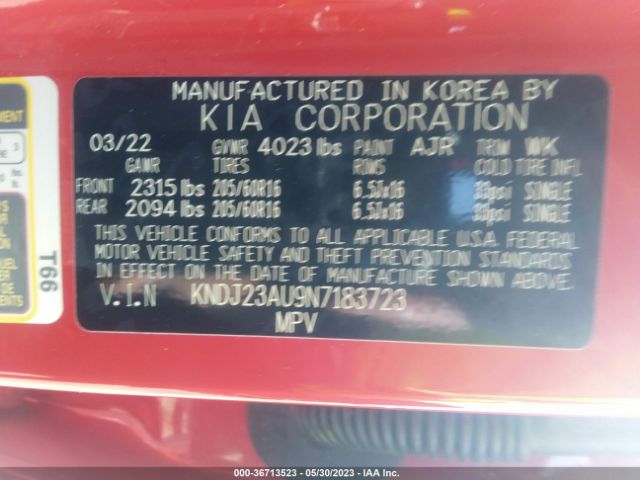 MANUFACTURED IN KOREA BY
KIA CORPORATION
03/22 GVWR 4023 lbs PAINT AJR TRIM WK
GAWR TIRES RIMS COLD TIRE INFL
FRONT 2315 lbs 205/60R16 6.5Jx16 33psi SINGLE
REAR 2094 lbs 205/60R16 6.5Jx16 33psi SINGLE
THIS VEHICLE CONFORMS TO ALL APPLICABLE U.S.A. FEDERAL
MOTOR VEHICLE SAFETY AND THEFT PREVENTION STANDARDS
IN EFFECT ON THE DATE OF MANUFACTURE SHOWN ABOVE.
V.I.N KNDJ23AU9N7183723
MPV
T66
000-36713523 - 05/30/2023 - IAA Inc.